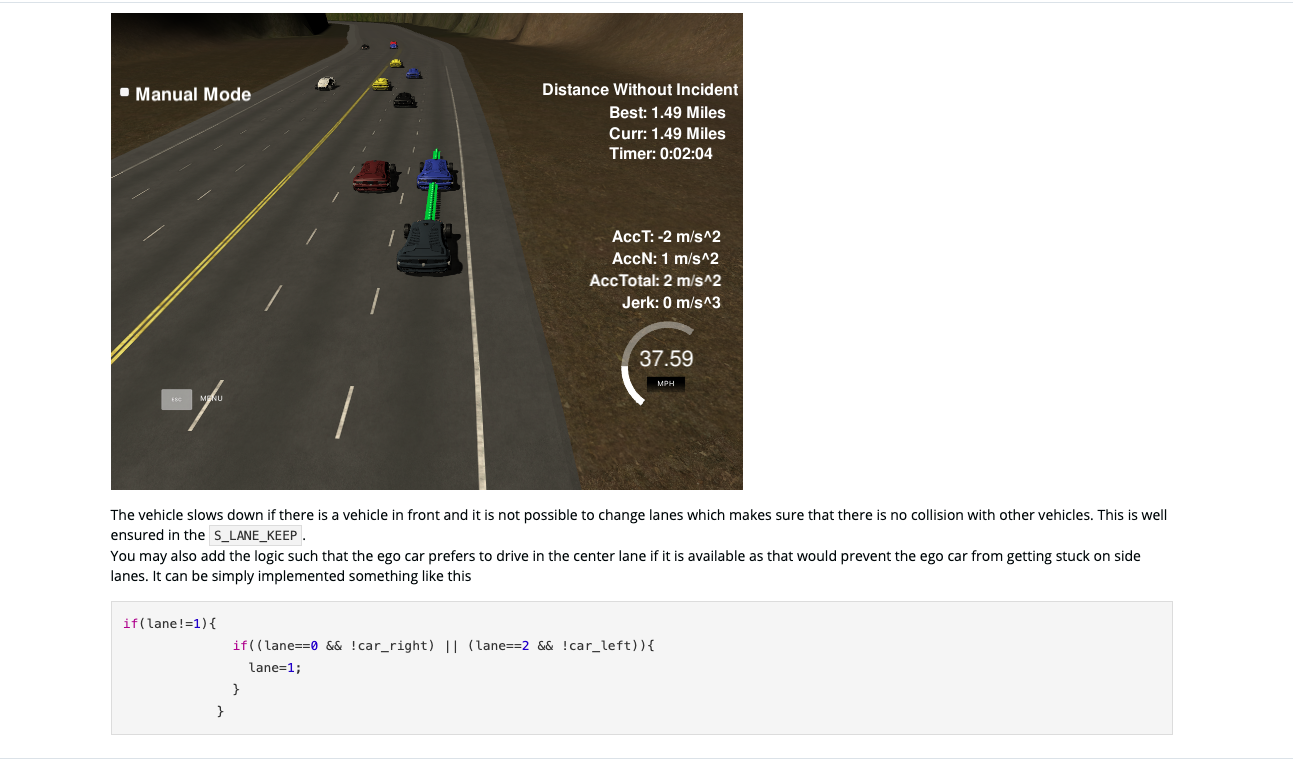 Manual Mode
Distance Without Incident
Best: 1.49 Miles
Curr: 1.49 Miles
Timer: 0:02:04
AccT: -2 m/s^2
AccN: 1 m/s^2
AccTotal: 2 m/s^2
Jerk: 0 m/s^3
37.59
MPH
ESC MENU
The vehicle slows down if there is a vehicle in front and it is not possible to change lanes which makes sure that there is no collision with other vehicles. This is well
ensured in the S_LANE_KEEP.
You may also add the logic such that the ego car prefers to drive in the center lane if it is available as that would prevent the ego car from getting stuck on side
lanes. It can be simply implemented something like this
if(lane!=1){
if((lane==0 && !car_right) || (lane==2 && !car_left)){
lane=1;
}
}